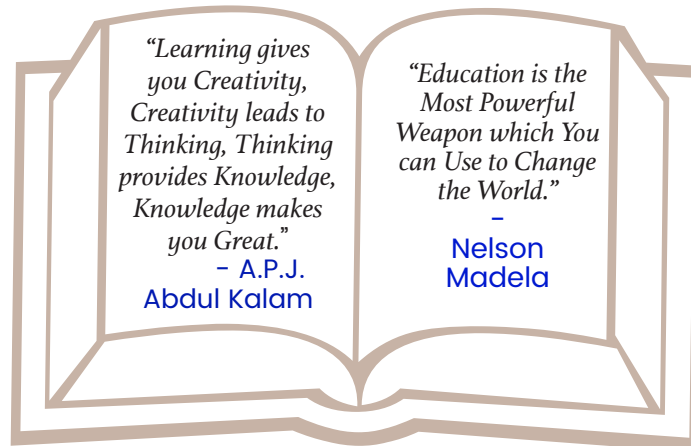 “Learning gives
you Creativity,
Creativity leads to
Thinking, Thinking
provides Knowledge,
Knowledge makes
you Great.”
- A.P.J.
Abdul Kalam
“Education is the
Most Powerful
Weapon which You
can Use to Change
the World.”
-
Nelson
Madela